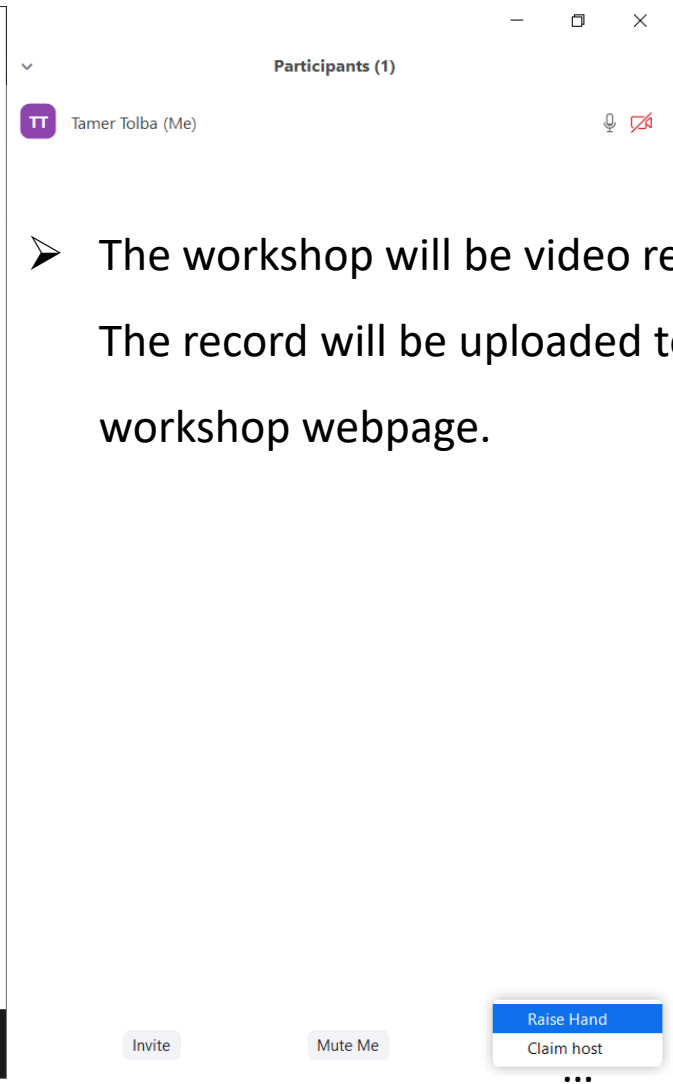 Participants (1)
TT Tamer Tolba (Me)
➢ The workshop will be video re
The record will be uploaded t
workshop webpage.
Raise Hand
Invite Mute Me Claim host
...